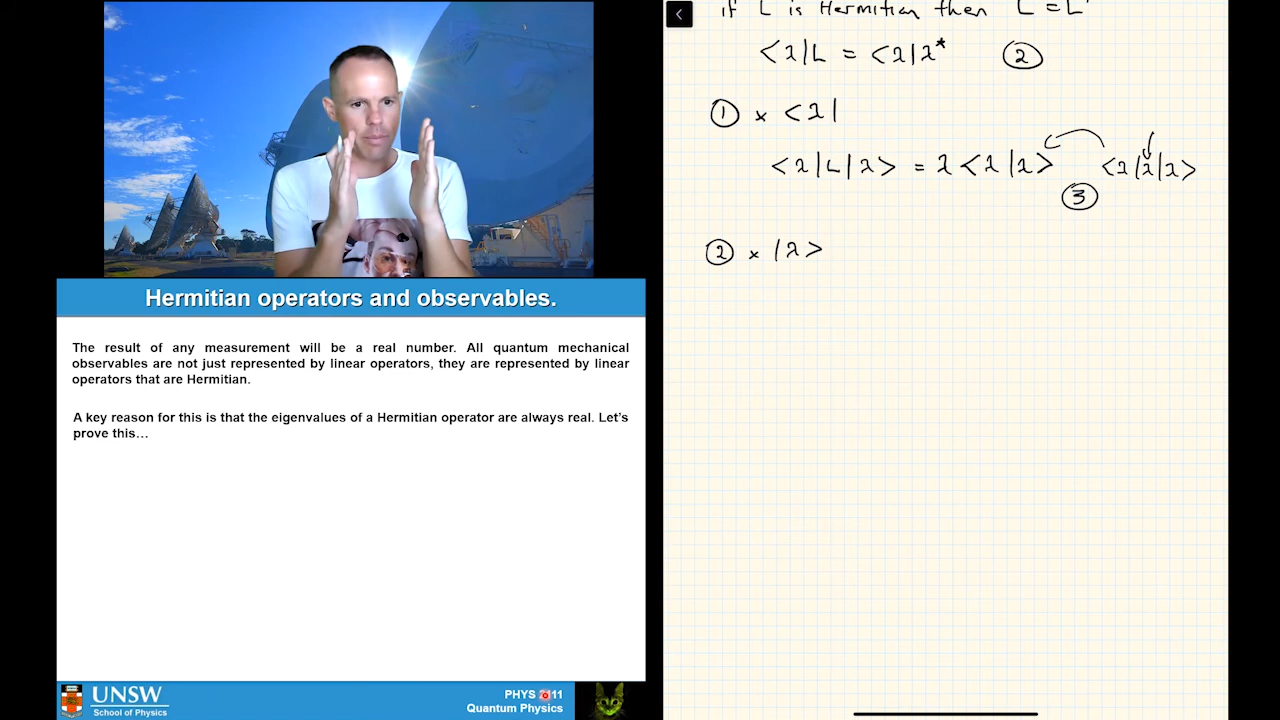 Hermitian operators and observables.
The result of any measurement will be a real number. All quantum mechanical
observables are not just represented by linear operators, they are represented by linear
operators that are Hermitian.
A key reason for this is that the eigenvalues of a Hermitian operator are always real. Let's
prove this…
UNSW
School of Physics
PHYS 11
Quantum Physics
if L is Hermitian then L = L
<λ|L = <λ|λ* ②
① × <λ|
<λ|L|λ> = λ <λ|λ> <λ|λ|λ>
③
② × |λ>